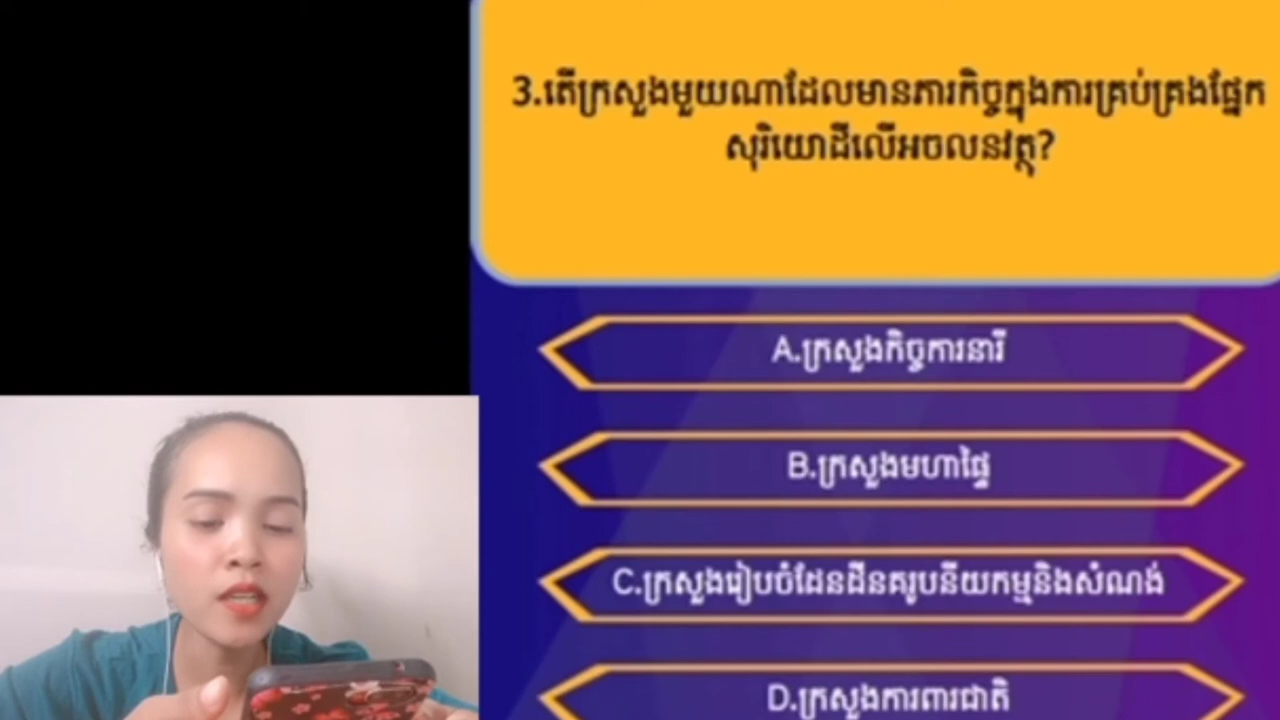 3.តើក្រសួងមួយណាដែលមានភារកិច្ចក្នុងការគ្រប់គ្រងផ្នែក
សុរិយោដីលើអចលនវត្ថុ?
A.ក្រសួងកិច្ចការនារី
B.ក្រសួងមហាផ្ទៃ
C.ក្រសួងរៀបចំដែនដីនគរូបនីយកម្មនិងសំណង់
D.ក្រសួងការពារជាតិ